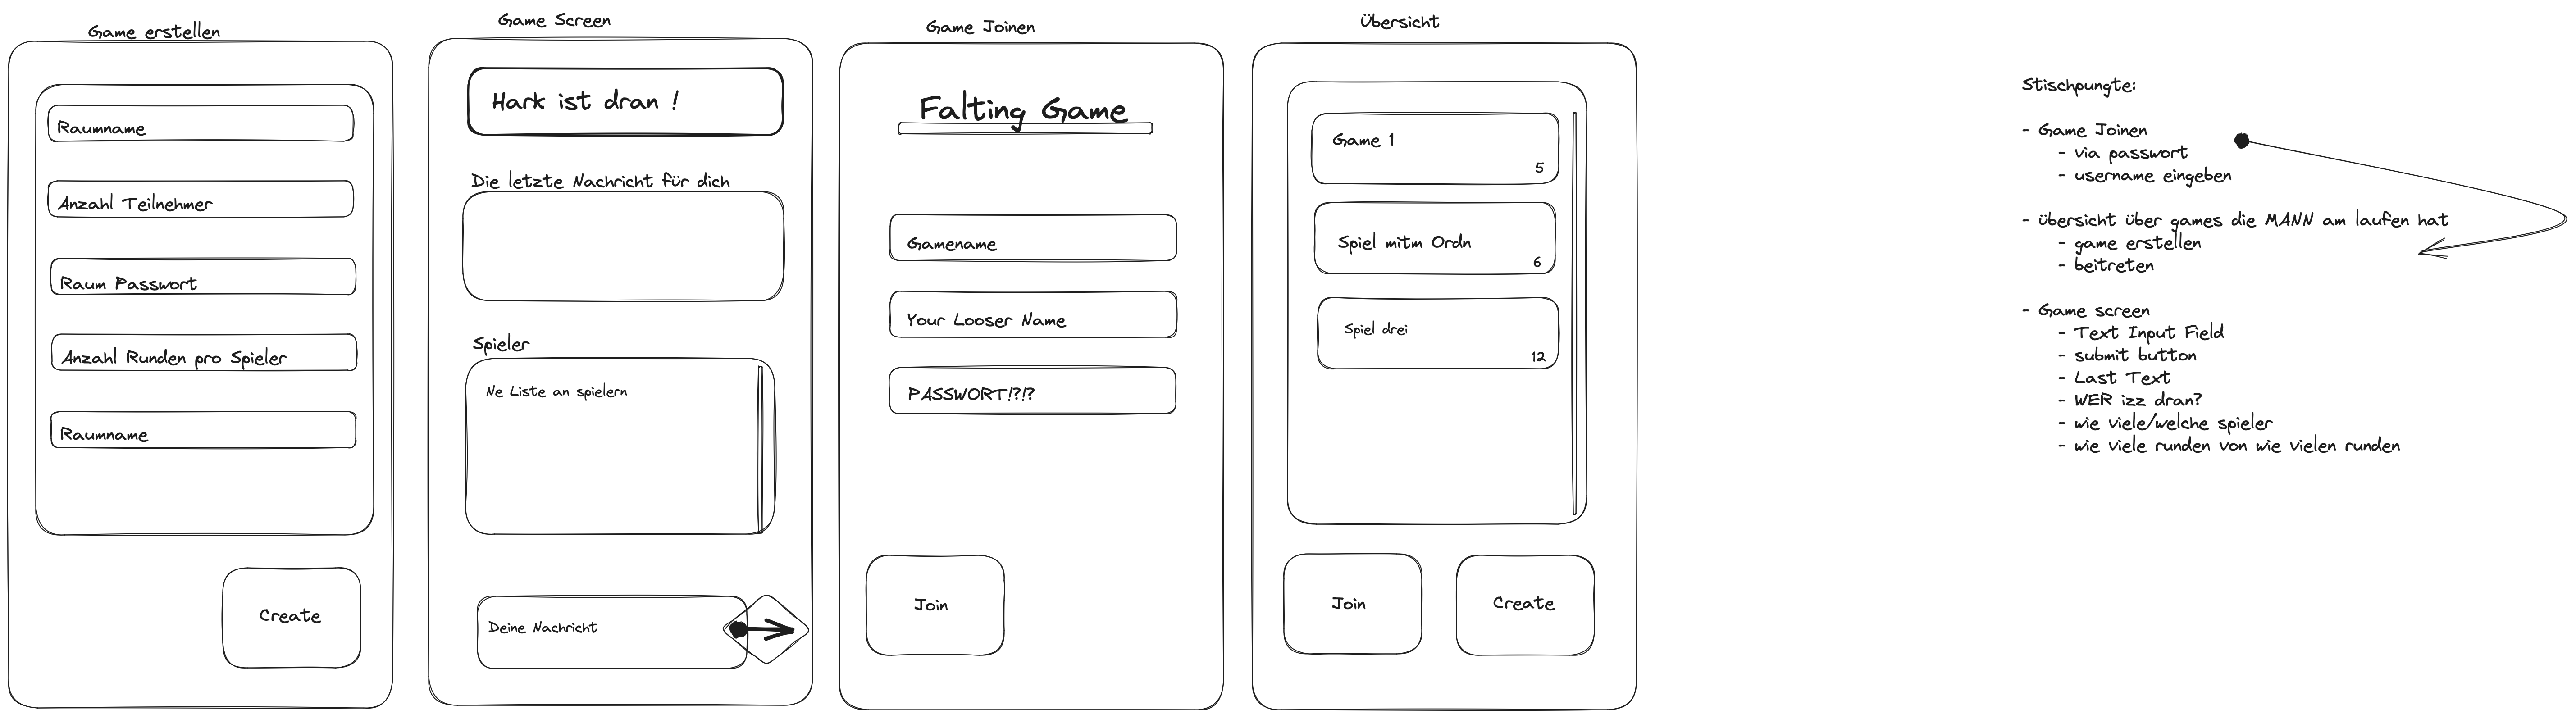 Game erstellen
Raumname
Anzahl Teilnehmer
Raum Passwort
Anzahl Runden pro Spieler
Raumname
Create
Game Screen
Hark ist dran !
Die letzte Nachricht für dich
Spieler
Ne Liste an spielern
Deine Nachricht
Game Joinen
Falting Game
Gamename
Your Looser Name
PASSWORT!?!?
Join
Übersicht
Game 1
5
Spiel mitm Ordn
6
Spiel drei
12
Join
Create
Stischpungte:
- Game Joinen
- via passwort
- username eingeben
- übersicht über games die MANN am laufen hat
- game erstellen
- beitreten
- Game screen
- Text Input Field
- submit button
- Last Text
- WER izz dran?
- wie viele/welche spieler
- wie viele runden von wie vielen runden